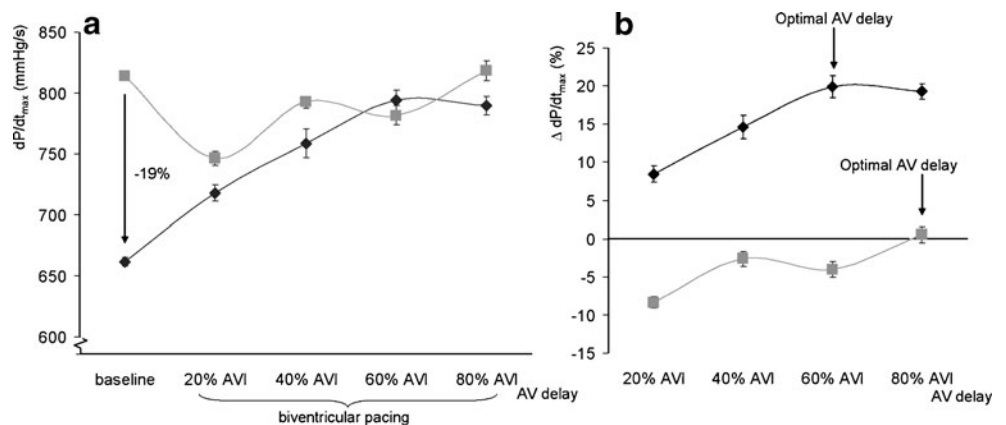 a
dP/dtmax (mmHg/s)
850
800
750
700
650
600
-19%
baseline
20% AVI
40% AVI
60% AVI
80% AVI
AV delay
biventricular pacing
b
Optimal AV delay
Δ dP/dtmax (%)
25
20
15
10
5
0
-5
-10
-15
Optimal AV delay
20% AVI
40% AVI
60% AVI
80% AVI
AV delay